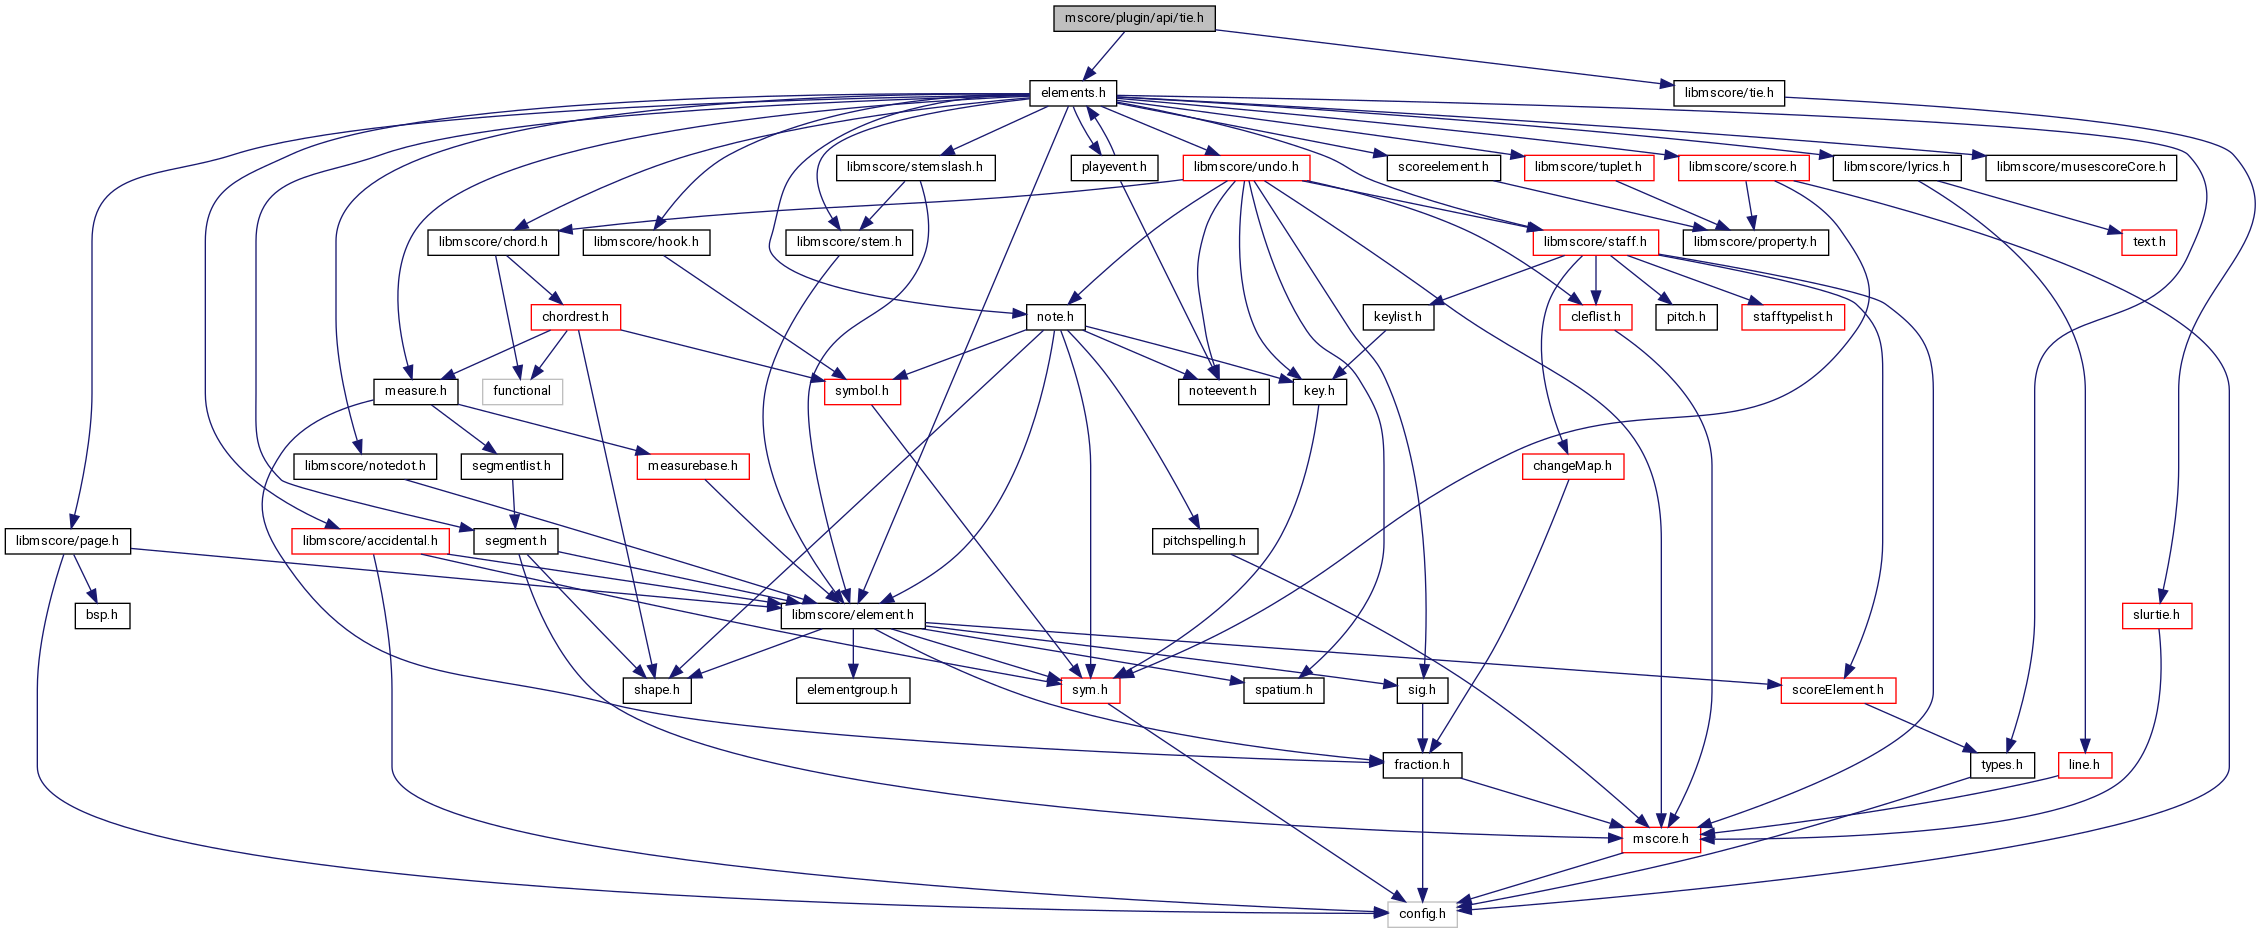 mscore/plugin/api/tie.h
elements.h
libmscore/tie.h
libmscore/stemslash.h
playevent.h
libmscore/undo.h
scoreelement.h
libmscore/tuplet.h
libmscore/score.h
libmscore/lyrics.h
libmscore/musescoreCore.h
libmscore/chord.h
libmscore/hook.h
libmscore/stem.h
libmscore/staff.h
libmscore/property.h
text.h
chordrest.h
note.h
keylist.h
cleflist.h
pitch.h
stafftypelist.h
measure.h
functional
symbol.h
noteevent.h
key.h
libmscore/notedot.h
segmentlist.h
measurebase.h
changeMap.h
libmscore/page.h
libmscore/accidental.h
segment.h
pitchspelling.h
bsp.h
libmscore/element.h
slurtie.h
shape.h
elementgroup.h
sym.h
spatium.h
sig.h
scoreElement.h
fraction.h
types.h
line.h
mscore.h
config.h